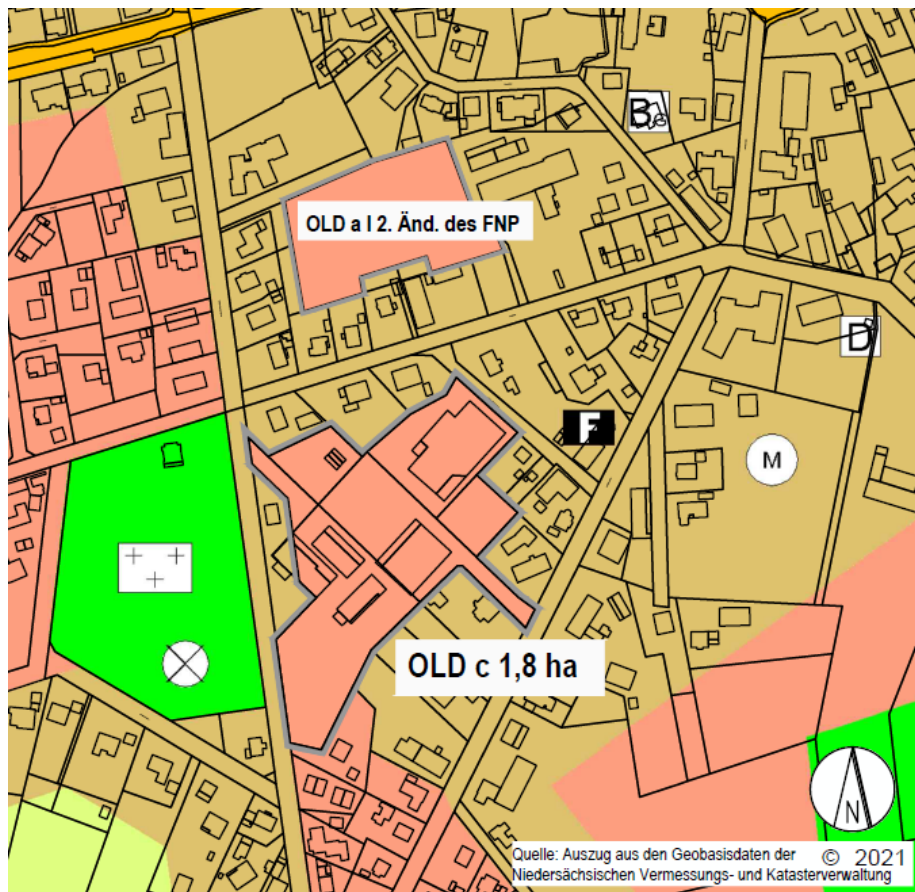 B
OLD a I 2. Änd. des FNP
D
F
M
OLD c 1,8 ha
N
Quelle: Auszug aus den Geobasisdaten der © 2021
Niedersächsischen Vermessungs- und Katasterverwaltung